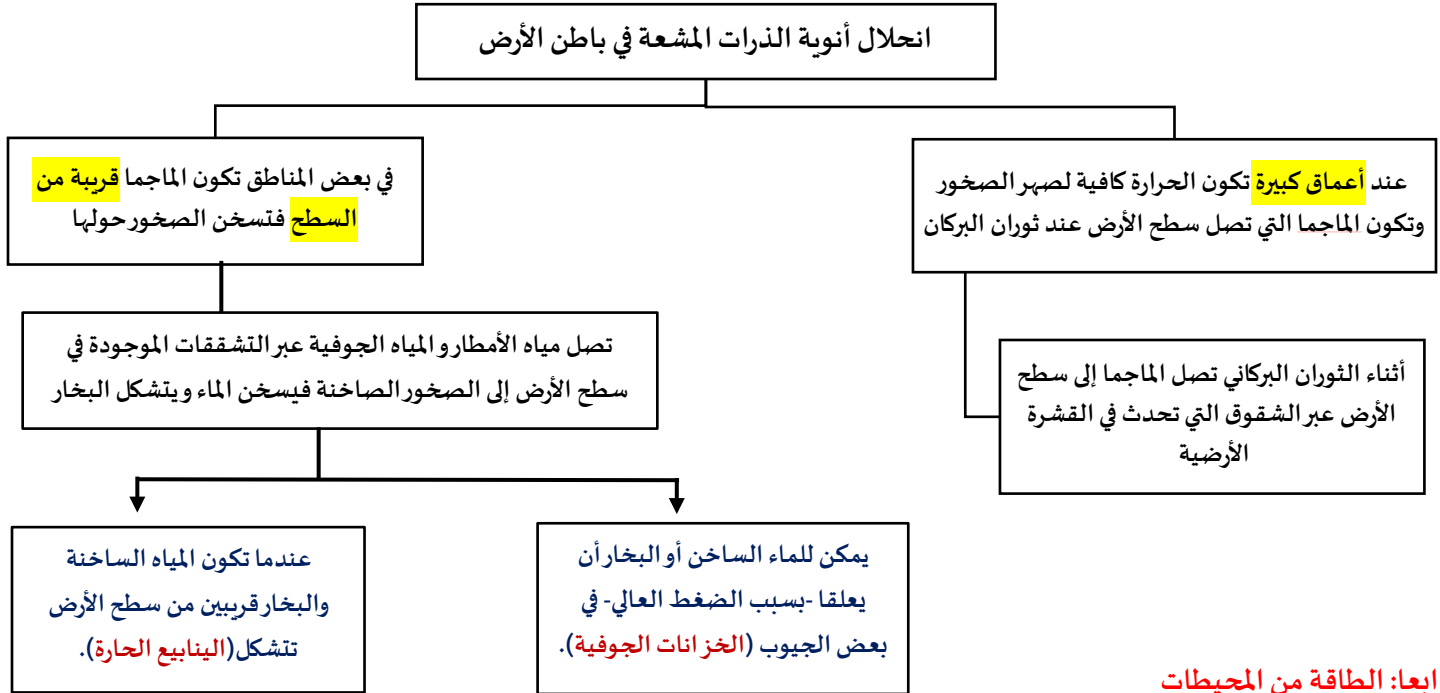 انحلال أنوية الذرات المشعة في باطن الأرض
عند أعماق كبيرة تكون الحرارة كافية لصهر الصخور
وتكون الماجما التي تصل سطح الأرض عند ثوران البركان
أثناء الثوران البركاني تصل الماجما إلى سطح
الأرض عبر الشقوق التي تحدث في القشرة
الأرضية
في بعض المناطق تكون الماجما قريبة من
السطح فتسخن الصخور حولها
تصل مياه الأمطار و المياه الجوفية عبر التشققات الموجودة في
سطح الأرض إلى الصخور الصاخنة فيسخن الماء ويتشكل البخار
يمكن للماء الساخن أو البخار أن
يعلقا -بسبب الضغط العالي- في
بعض الجيوب (الخزانات الجوفية).
عندما تكون المياه الساخنة
والبخار قريبين من سطح الأرض
تتشكل(الينابيع الحارة).
ابعا: الطاقة من المحيطات